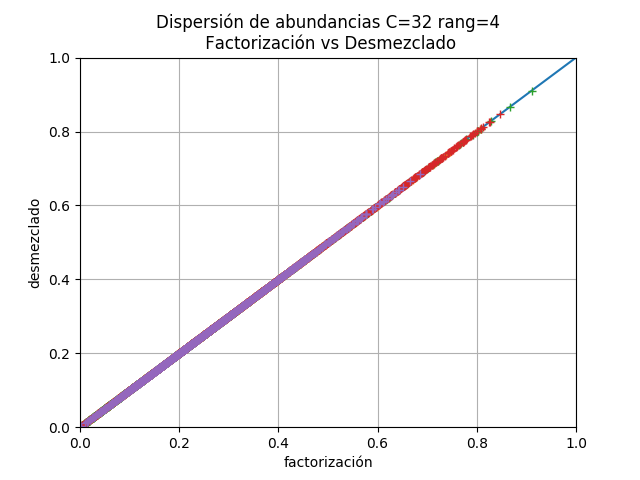 Dispersión de abundancias C=32 rang=4
Factorización vs Desmezclado
1.0
0.8
0.6
0.4
0.2
0.0
desmezclado
0.0 0.2 0.4 0.6 0.8 1.0
factorización